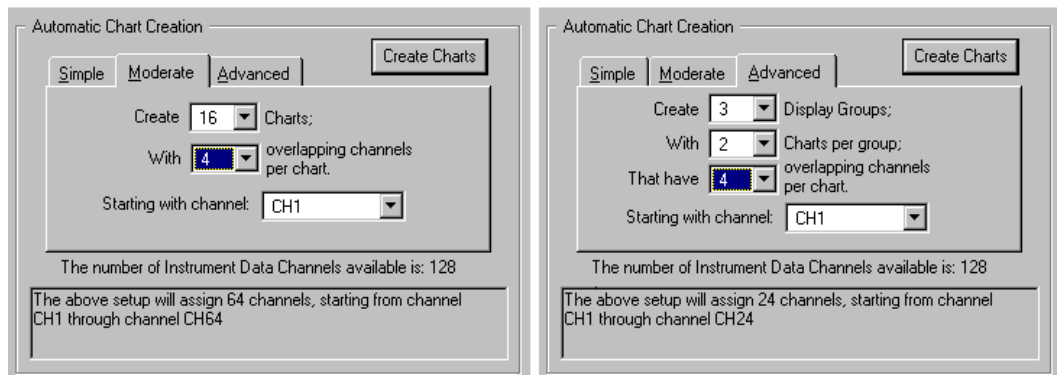 Automatic Chart Creation
Create Charts
Simple Moderate Advanced
Create 16 Charts;
With 4 overlapping channels
per chart.
Starting with channel: CH1
The number of Instrument Data Channels available is: 128
The above setup will assign 64 channels, starting from channel
CH1 through channel CH64
Automatic Chart Creation
Create Charts
Simple Moderate Advanced
Create 3 Display Groups;
With 2 Charts per group;
That have 4 overlapping channels
per chart.
Starting with channel: CH1
The number of Instrument Data Channels available is: 128
The above setup will assign 24 channels, starting from channel
CH1 through channel CH24